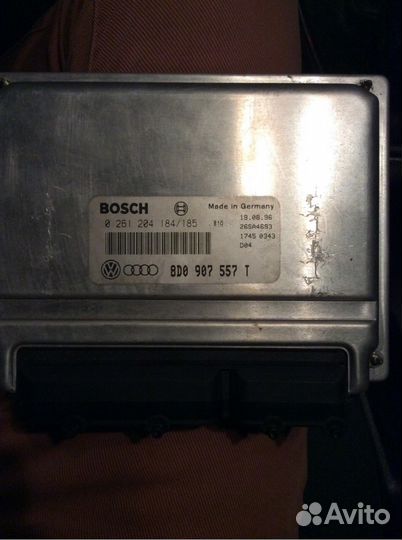 BOSCH
Made in Germany
0 261 204 184/185
19.08.96
26SA4693
1745 0343
D04
8D0 907 557 T
Avito